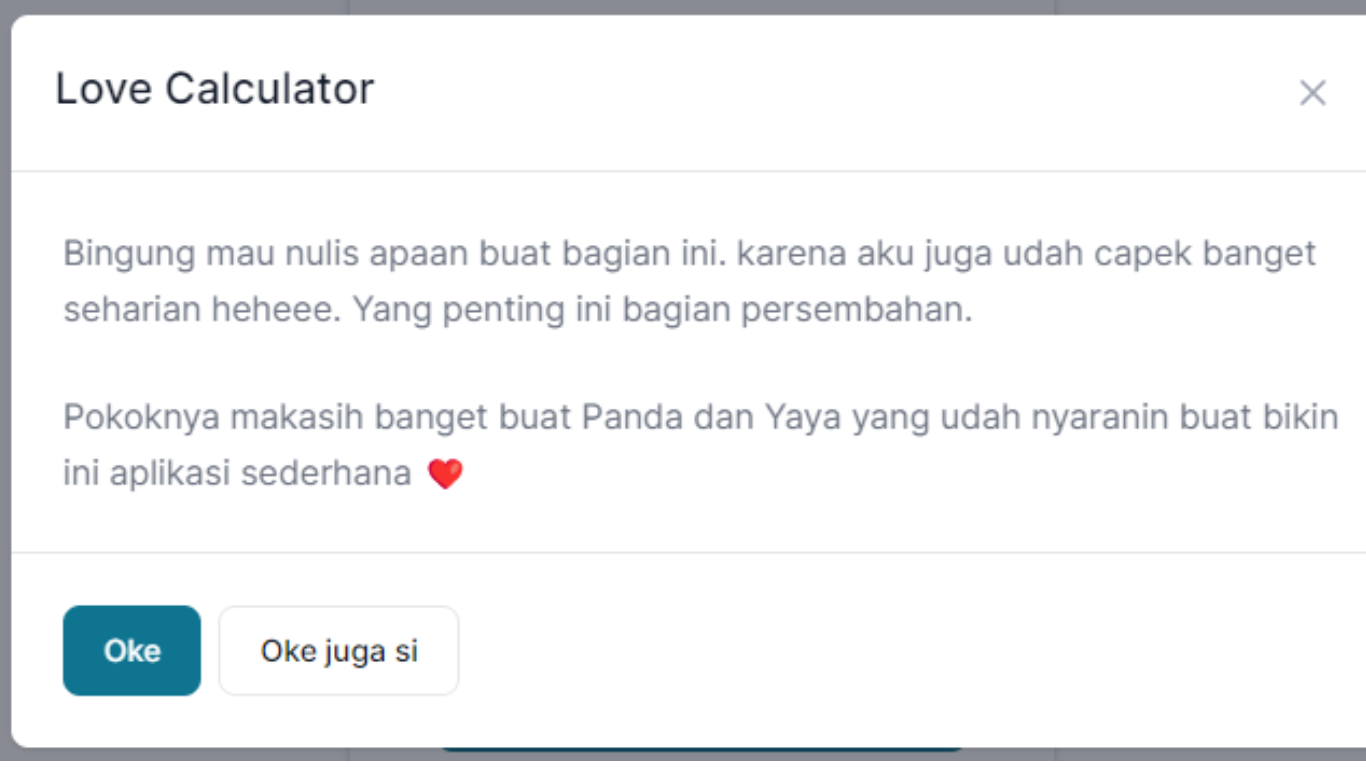 Love Calculator
Bingung mau nulis apaan buat bagian ini. karena aku juga udah capek banget
seharian heheee. Yang penting ini bagian persembahan.
Pokoknya makasih banget buat Panda dan Yaya yang udah nyaranin buat bikin
ini aplikasi sederhana ❤️
Oke
Oke juga si